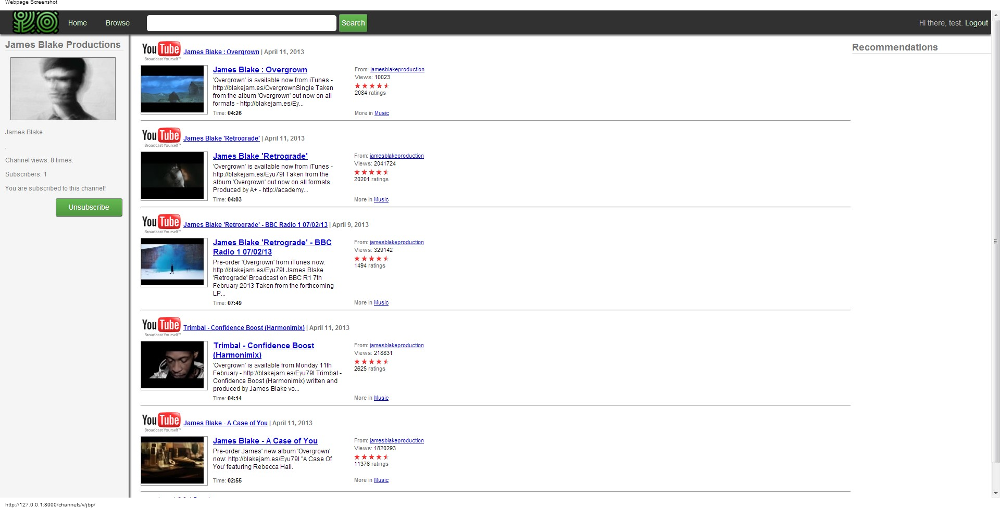 Webpage Screenshot
Home Browse Search Hi there, test. Logout
James Blake Productions
James Blake
.
Channel views: 8 times.
Subscribers: 1
You are subscribed to this channel!
Unsubscribe
YouTube
Broadcast Yourself™
James Blake : Overgrown | April 11, 2013
James Blake : Overgrown
'Overgrown' is available now from iTunes -
http://blakejam.es/OvergrownSingle Taken
from the album 'Overgrown' out now on all
formats - http://blakejam.es/Ey...
Time: 04:26
From: jamesblakeproduction
Views: 10023
2084 ratings
More in Music
YouTube
Broadcast Yourself™
James Blake 'Retrograde' | April 11, 2013
James Blake 'Retrograde'
'Overgrown' is available now from iTunes -
http://blakejam.es/Eyu79l Taken from the
album 'Overgrown' out now on all formats.
Produced by A+ - http://academy...
Time: 04:03
From: jamesblakeproduction
Views: 2041724
20201 ratings
More in Music
YouTube
Broadcast Yourself™
James Blake 'Retrograde' - BBC Radio 1 07/02/13 | April 9, 2013
James Blake 'Retrograde' - BBC
Radio 1 07/02/13
Pre-order 'Overgrown' from iTunes now:
http://blakejam.es/Eyu79l James Blake
'Retrograde' Broadcast on BBC R1 7th
February 2013 Taken from the forthcoming
LP...
Time: 07:49
From: jamesblakeproduction
Views: 329142
1494 ratings
More in Music
YouTube
Broadcast Yourself™
Trimbal - Confidence Boost (Harmonimix) | April 11, 2013
Trimbal - Confidence Boost
(Harmonimix)
'Overgrown' is available from Monday 11th
February - http://blakejam.es/Eyu79l Trimbal -
Confidence Boost (Harmonimix) written and
produced by James Blake vo...
Time: 04:14
From: jamesblakeproduction
Views: 218831
2625 ratings
More in Music
YouTube
Broadcast Yourself™
James Blake - A Case of You | April 11, 2013
James Blake - A Case of You
Pre-order James' new album 'Overgrown'
now: http://blakejam.es/Eyu79l "A Case Of
You' featuring Rebecca Hall.
Time: 02:55
From: jamesblakeproduction
Views: 1820293
11376 ratings
More in Music
Recommendations
http://127.0.0.1:8000/channels/v/jbp/